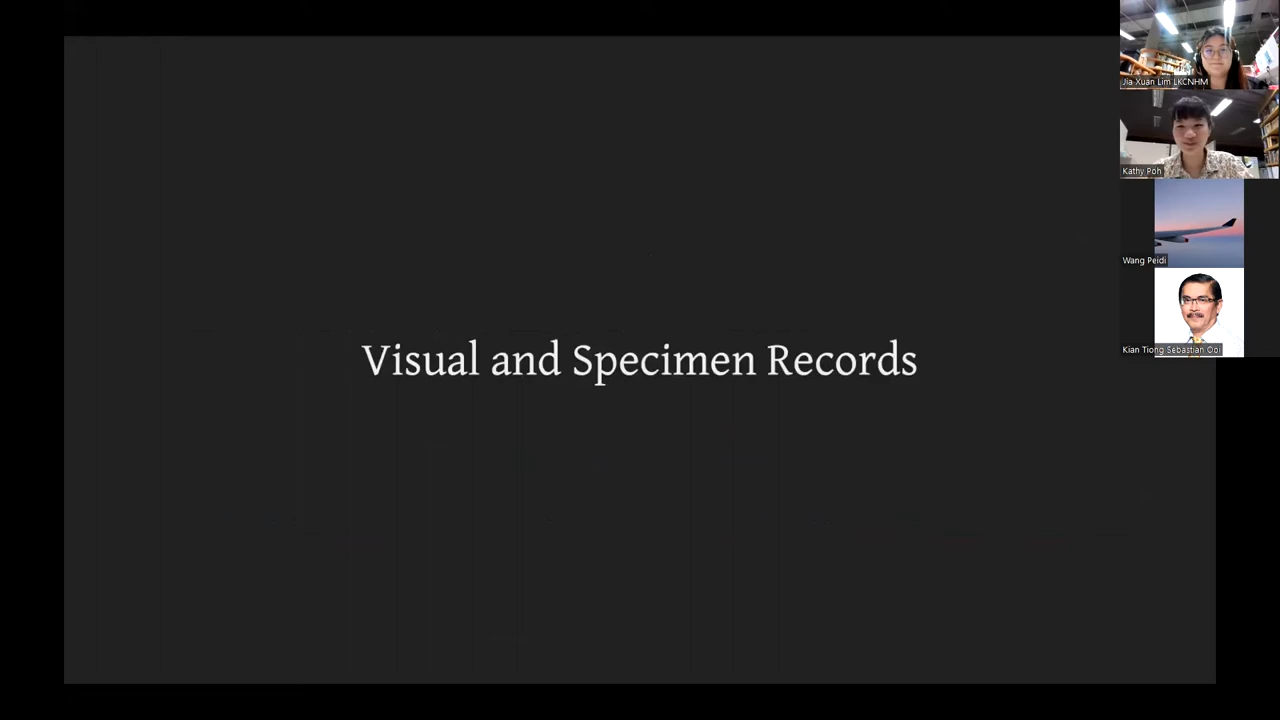 Jia Xuan Lim LKCNHM
Kathy Poh
Wang Peidi
Kian Tiong Sebastian Ooi
Visual and Specimen Records